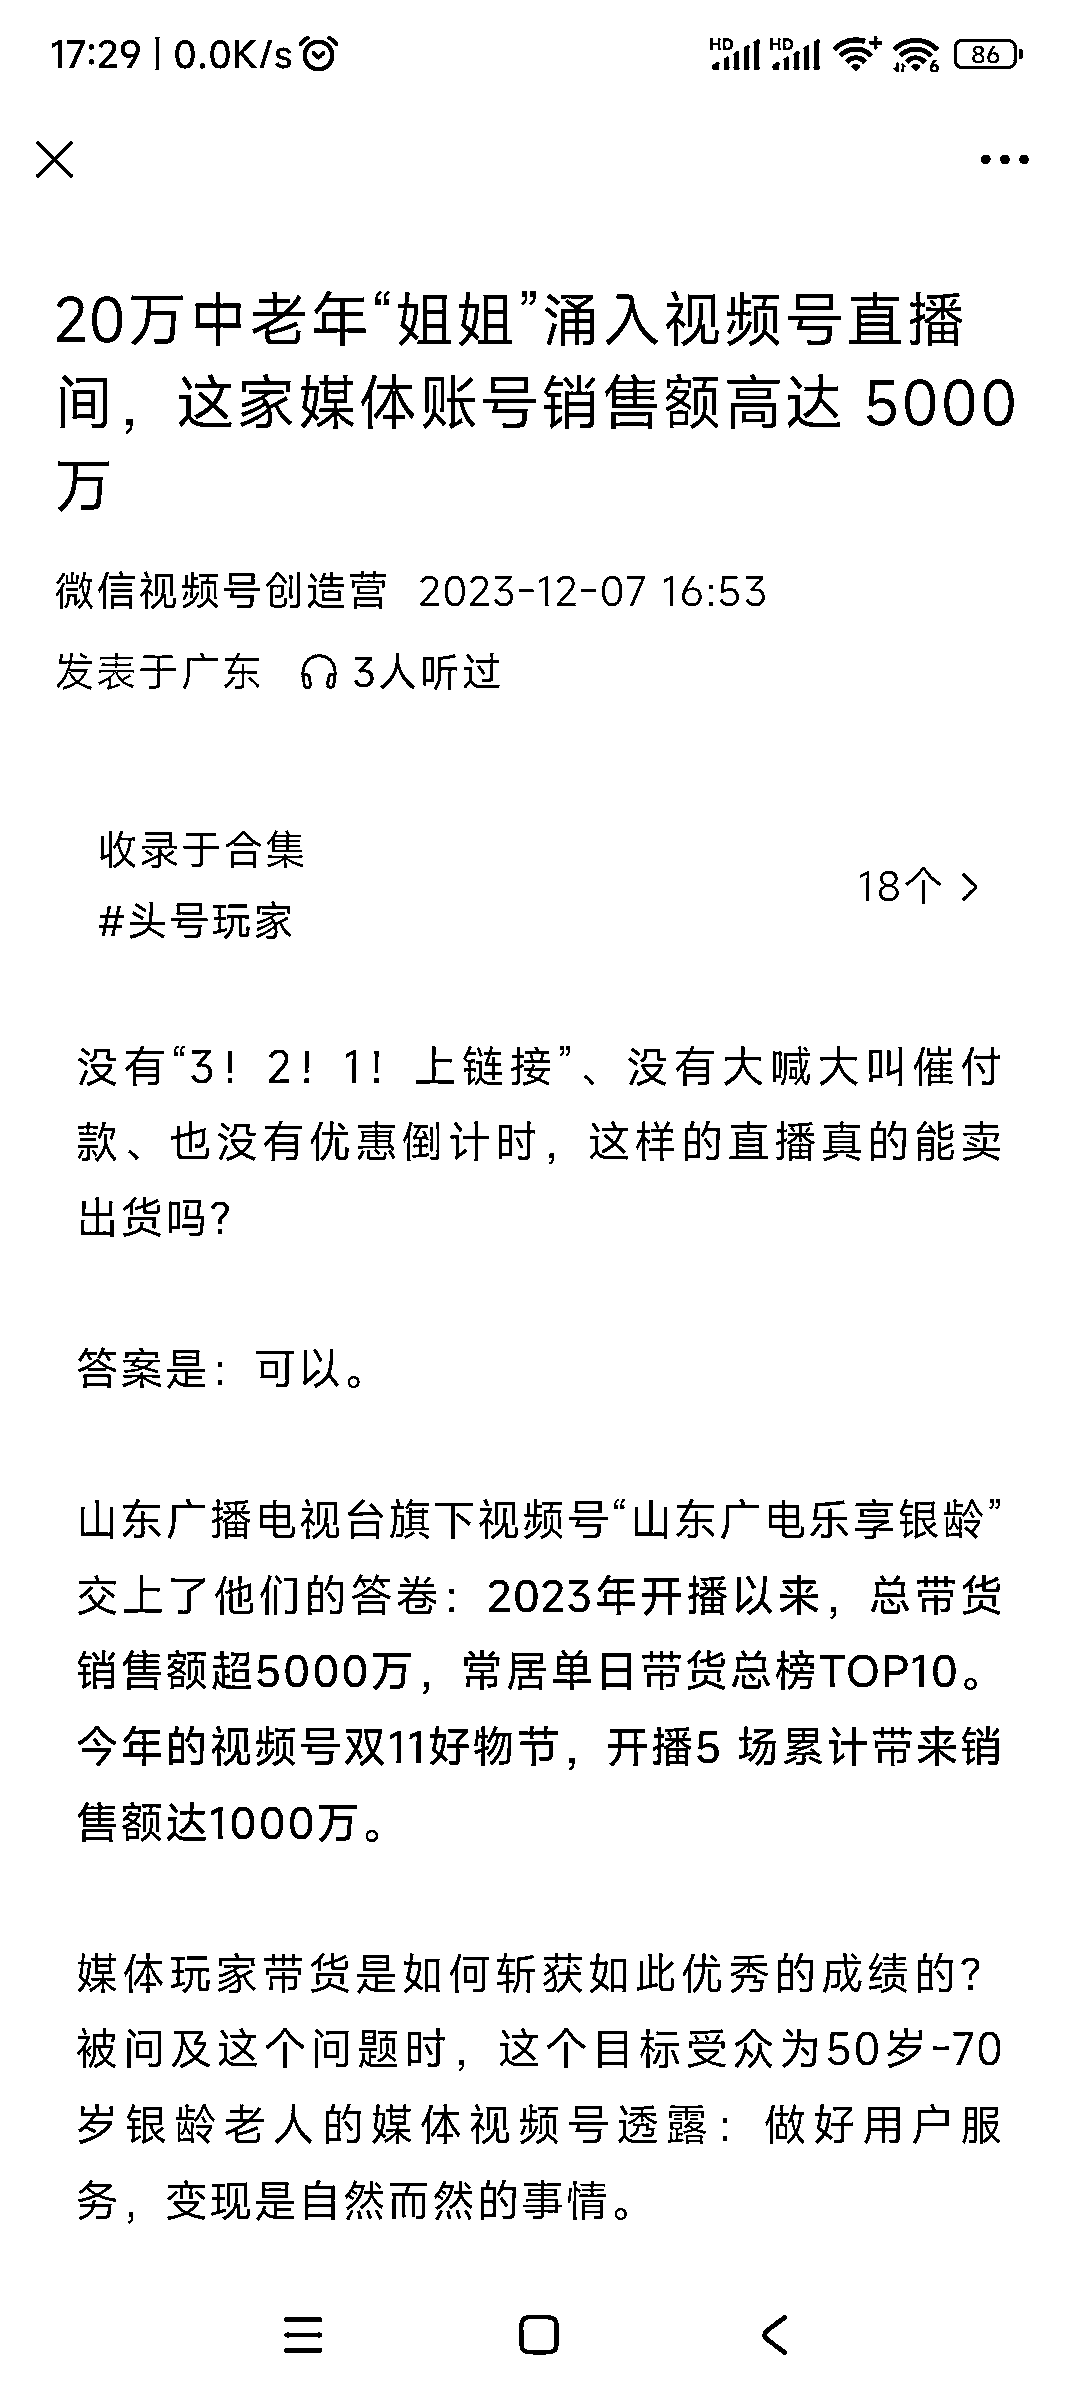 17:29 | 0.0K/s
HD HD 6 86
20万中老年“姐姐”涌入视频号直播
间，这家媒体账号销售额高达 5000
万
微信视频号创造营 2023-12-07 16:53
发表于广东 3人听过
收录于合集
#头号玩家
18个
没有“3！2！1！上链接”、没有大喊大叫催付
款、也没有优惠倒计时，这样的直播真的能卖
出货吗？
答案是：可以。
山东广播电视台旗下视频号“山东广电乐享银龄”
交上了他们的答卷：2023年开播以来，总带货
销售额超5000万，常居单日带货总榜TOP10。
今年的视频号双11好物节，开播5 场累计带来销
售额达1000万。
媒体玩家带货是如何斩获如此优秀的成绩的？
被问及这个问题时，这个目标受众为50岁-70
岁银龄老人的媒体视频号透露：做好用户服
务，变现是自然而然的事情。